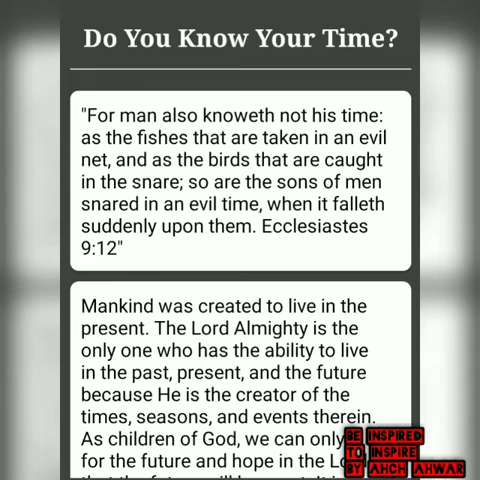 Do You Know Your Time?
"For man also knoweth not his time:
as the fishes that are taken in an evil
net, and as the birds that are caught
in the snare; so are the sons of men
snared in an evil time, when it falleth
suddenly upon them. Ecclesiastes
9:12"
Mankind was created to live in the
present. The Lord Almighty is the
only one who has the ability to live
in the past, present, and the future
because He is the creator of the
times, seasons, and events therein.
As children of God, we can only
for the future and hope in the
BE INSPIRED
TO INSPIRE
BY AHCH AHWAR